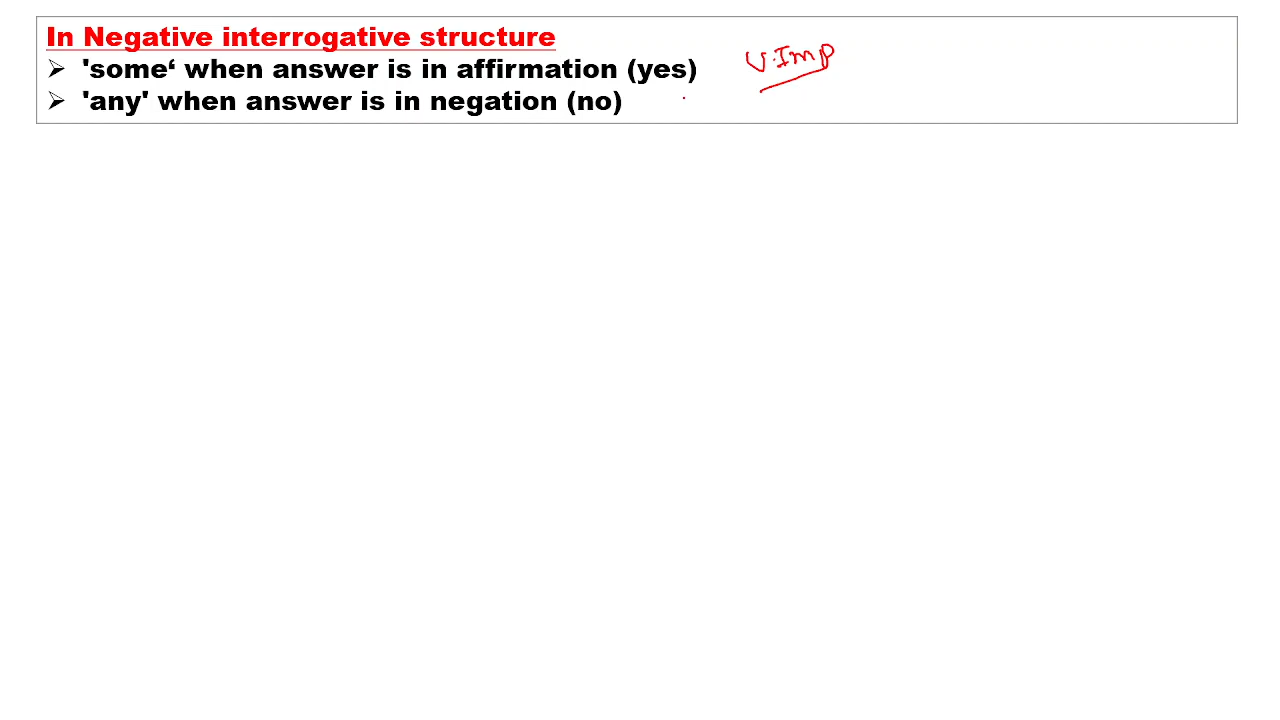 In Negative interrogative structure
➢ 'some‘ when answer is in affirmation (yes)
V.Imp
➢ 'any' when answer is in negation (no)